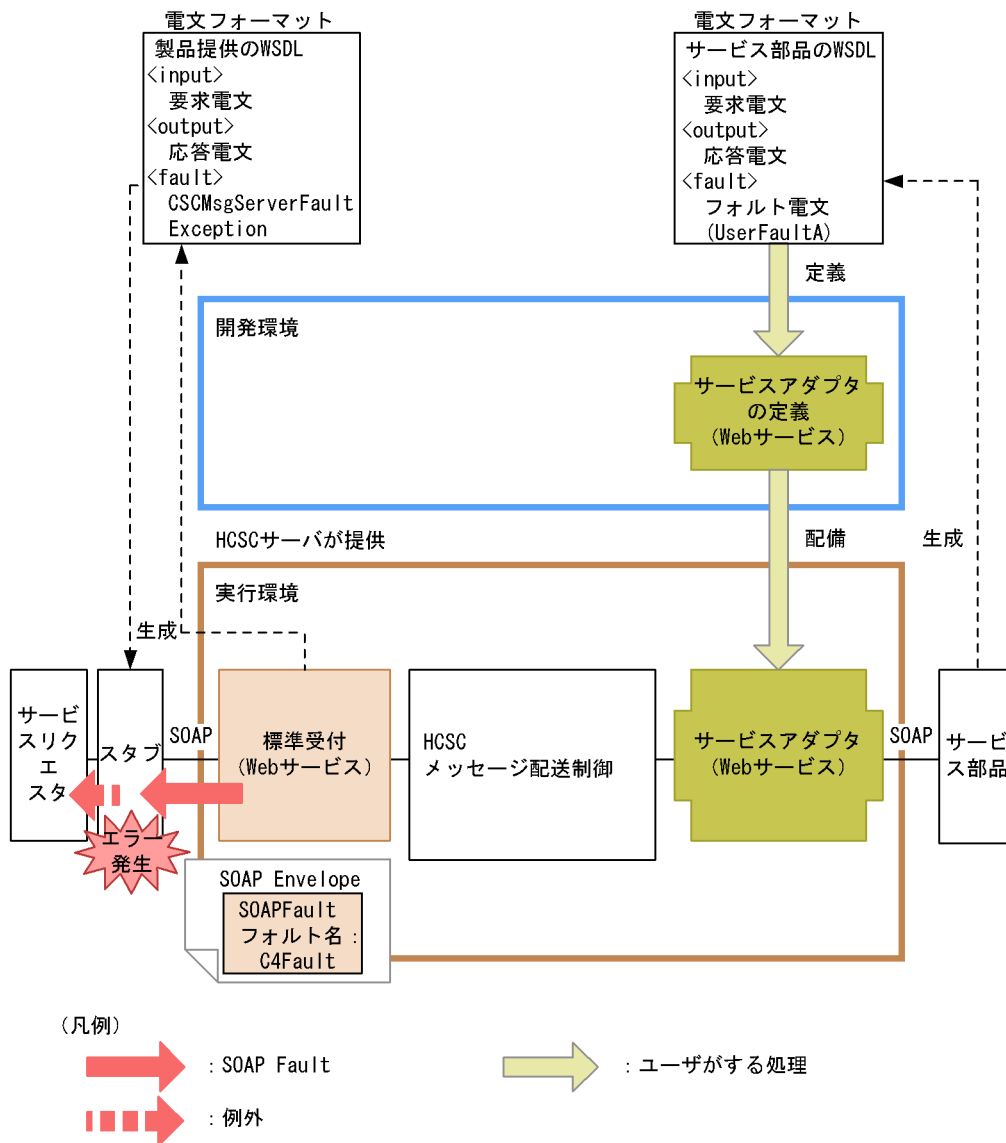 電文フォーマット
製品提供のWSDL
<input>
要求電文
<output>
応答電文
<fault>
CSCMsgServerFault
Exception
電文フォーマット
サービス部品のWSDL
<input>
要求電文
<output>
応答電文
<fault>
フォルト電文
(UserFaultA)
定義
開発環境
サービスアダプタ
の定義
(Webサービス)
HCSCサーバが提供
配備
生成
実行環境
生成
サービ
スリク
エ
スタ
スタブ
SOAP
標準受付
(Webサービス)
HCSC
メッセージ配送制御
サービスアダプタ
(Webサービス)
SOAP
サービ
ス部品
エラー
発生
SOAP Envelope
SOAPFault
フォルト名:
C4Fault
(凡例)
: SOAP Fault
: ユーザがする処理
: 例外